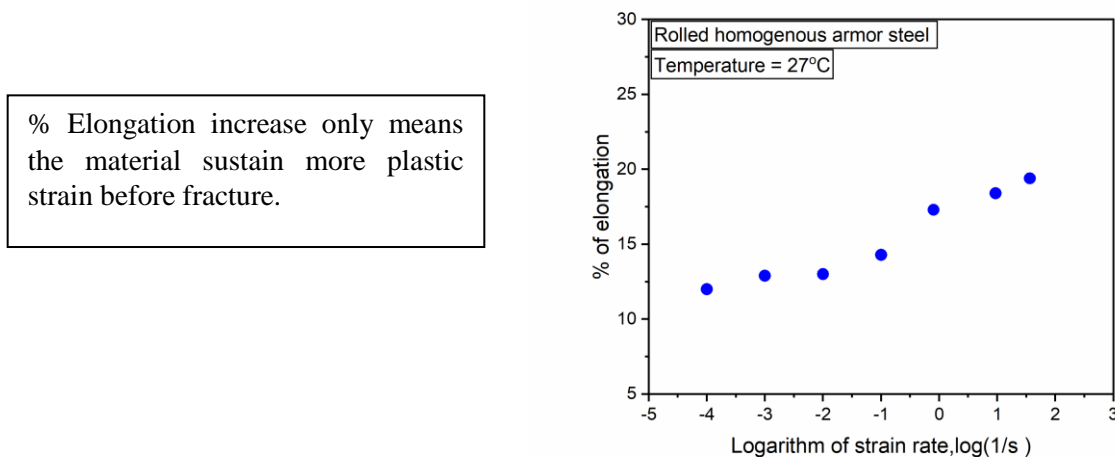 % Elongation increase only means
the material sustain more plastic
strain before fracture.
Rolled homogenous armor steel
Temperature = 27°C
% of elongation
30
25
20
15
10
5
-5 -4 -3 -2 -1 0 1 2 3
Logarithm of strain rate,log(1/s )